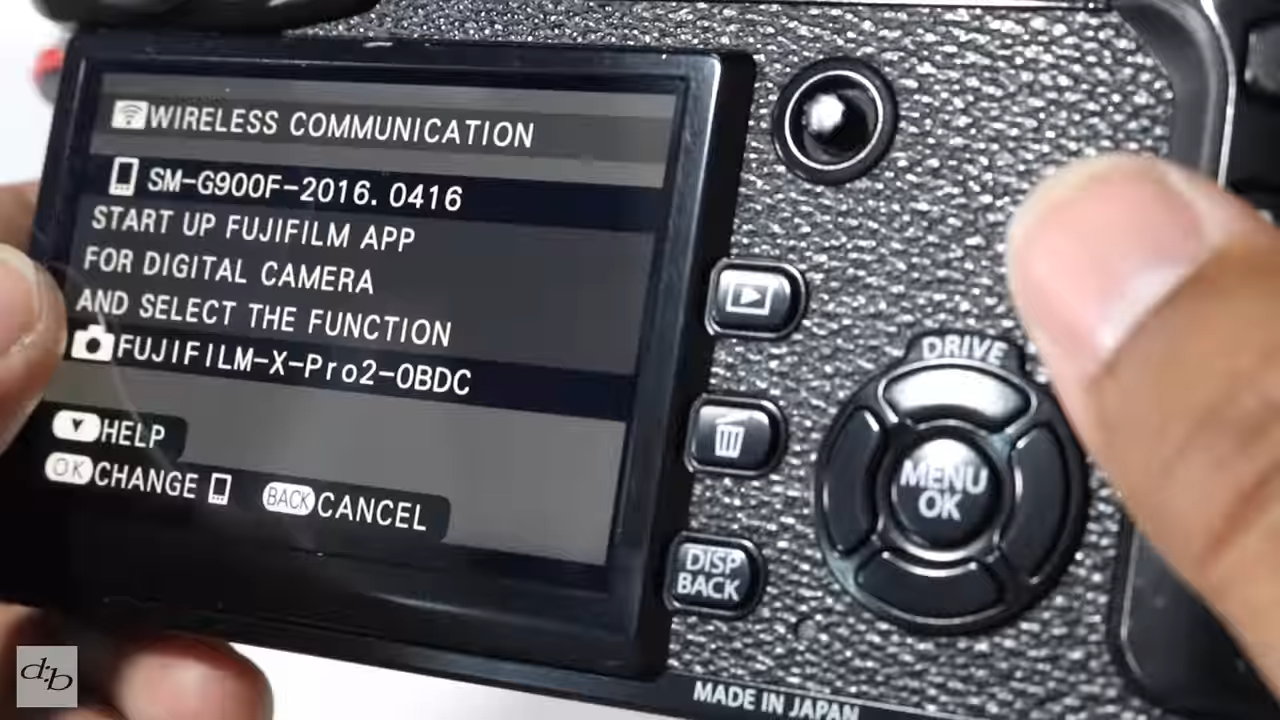 WIRELESS COMMUNICATION
SM-G900F-2016.0416
START UP FUJIFILM APP
FOR DIGITAL CAMERA
AND SELECT THE FUNCTION
FUJIFILM-X-Pro2-0BDC
HELP
OK CHANGE
BACK CANCEL
DRIVE
MENU
OK
DISP
BACK
MADE IN JAPAN
d;b